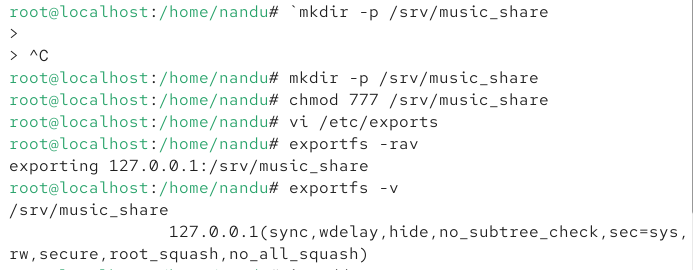 root@localhost:/home/nandu# `mkdir -p /srv/music_share
>
> ^C
root@localhost:/home/nandu# mkdir -p /srv/music_share
root@localhost:/home/nandu# chmod 777 /srv/music_share
root@localhost:/home/nandu# vi /etc/exports
root@localhost:/home/nandu# exportfs -rav
exporting 127.0.0.1:/srv/music_share
root@localhost:/home/nandu# exportfs -v
/srv/music_share
127.0.0.1(sync,wdelay,hide,no_subtree_check,sec=sys,
rw,secure,root_squash,no_all_squash)